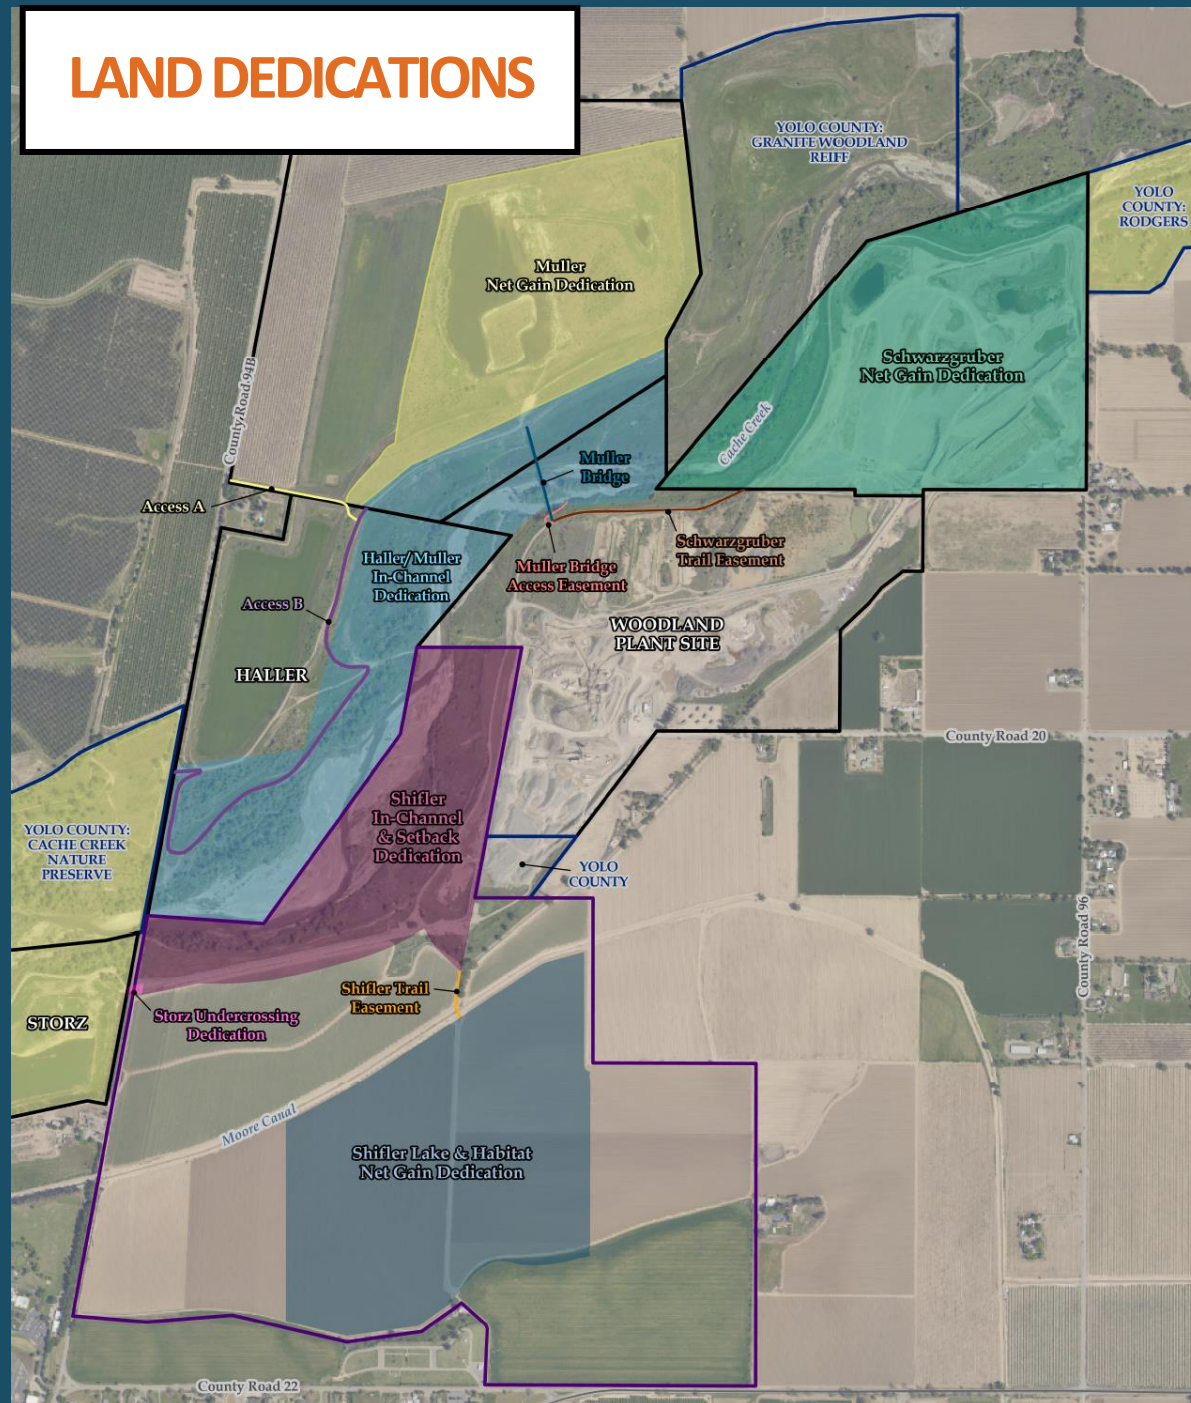 LAND DEDICATIONS
YOLO COUNTY:
GRANITE WOODLAND
REIFF
YOLO
COUNTY:
RODGERS
Muller
Net Gain Dedication
Schwarzgruber
Net Gain Dedication
County Road 94B
Cache Creek
Muller
Bridge
Access A
Schwarzgruber
Trail Easement
Haller/Muller
In-Channel
Dedication
Muller Bridge
Access Easement
Access B
WOODLAND
PLANT SITE
HALLER
County Road 20
Shifler
In-Channel
& Setback
Dedication
YOLO COUNTY:
CACHE CREEK
NATURE
PRESERVE
YOLO
COUNTY
County Road 96
Shifler Trail
Easement
STORZ
Storz Undercrossing
Dedication
Moore Canal
Shifler Lake & Habitat
Net Gain Dedication
County Road 22